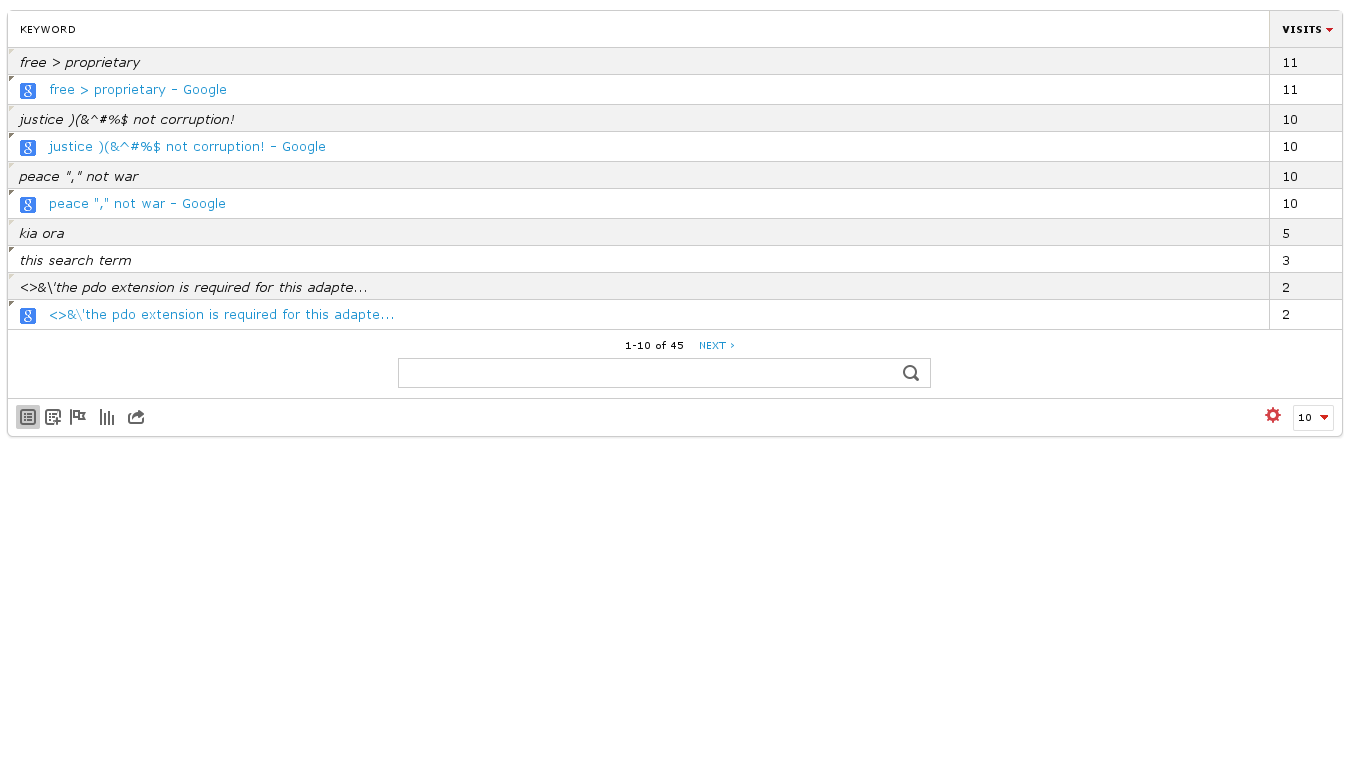 KEYWORD VISITS
free > proprietary 11
free > proprietary - Google 11
justice )(&^#%$ not corruption! 10
justice )(&^#%$ not corruption! - Google 10
peace "," not war 10
peace "," not war - Google 10
kia ora 5
this search term 3
<>&\'the pdo extension is required for this adapte... 2
<>&\'the pdo extension is required for this adapte... 2
1-10 of 45 NEXT ›
10